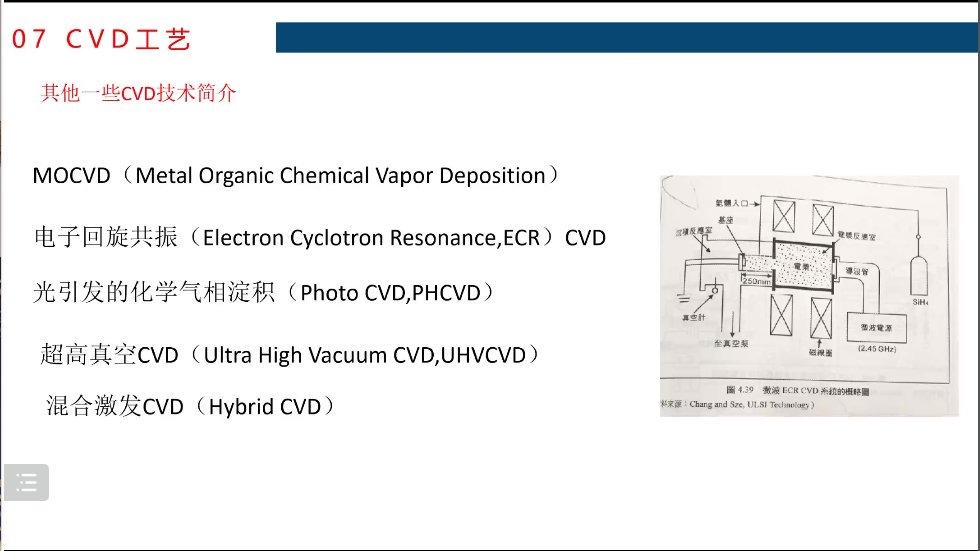 07 CVD工艺
其他一些CVD技术简介
MOCVD（Metal Organic Chemical Vapor Deposition）
电子回旋共振（Electron Cyclotron Resonance,ECR）CVD
光引发的化学气相淀积（Photo CVD,PHCVD）
超高真空CVD（Ultra High Vacuum CVD,UHVCVD）
混合激发CVD（Hybrid CVD）
氣體入口
基座
沉積反應室
電漿反應室
電漿
導波管
250mm
SiH₄
真空計
微波電源
(2.45 GHz)
至真空泵
磁線圈
圖 4.39 微波 ECR CVD 系統的概略圖
料來源：Chang and Sze, ULSI Technology）